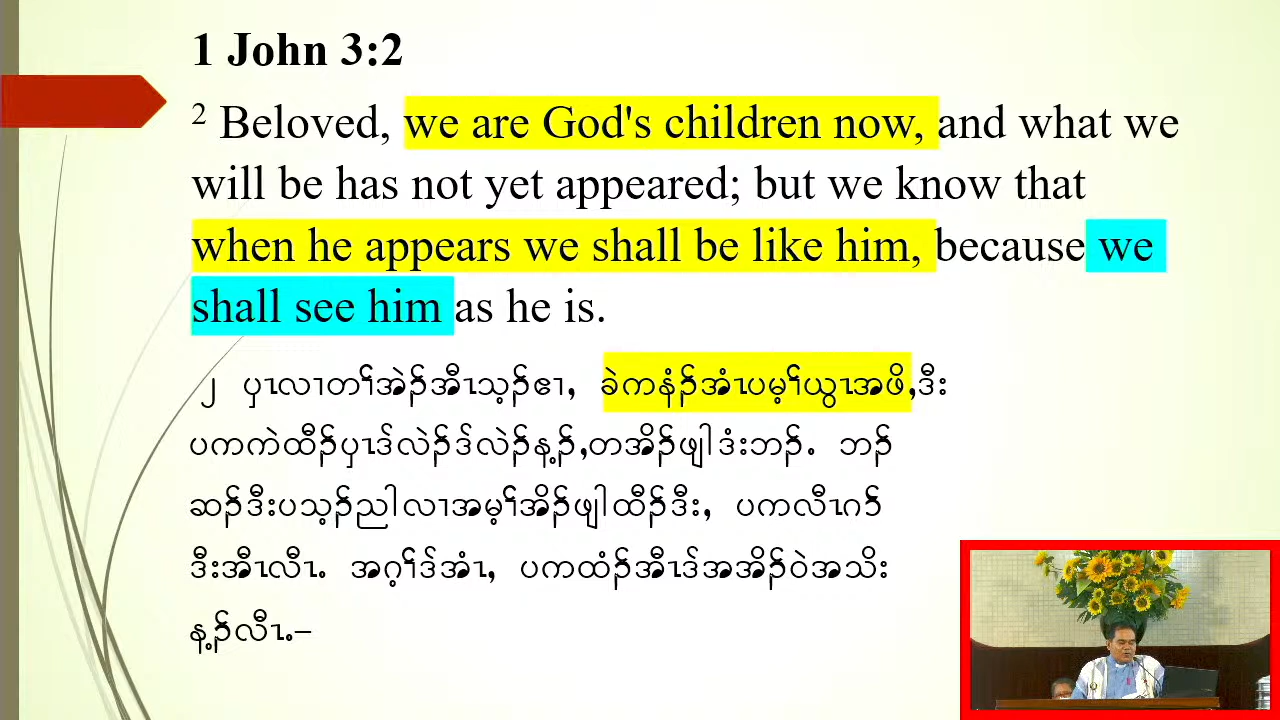 1 John 3:2
2 Beloved, we are God's children now, and what we
will be has not yet appeared; but we know that
when he appears we shall be like him, because we
shall see him as he is.
၂ ပှၤလၢတၢ်အဲၣ်အီၤသ့ၣ်ဧၢ, ခဲကနံၣ်အံၤပမ့ၢ်ယွၤအဖိ,ဒီး
ပကကဲထီၣ်ပှၤဒ်လဲၣ်ဒ်လဲၣ်န့ၣ်,တအိၣ်ဖျါဒံးဘၣ်. ဘၣ်
ဆၣ်ဒီးပသ့ၣ်ညါလၢအမ့ၢ်အိၣ်ဖျါထီၣ်ဒီး, ပကလီၤဂာ်
ဒီးအီၤလီၤ. အဂ့ၢ်ဒ်အံၤ, ပကထံၣ်အီၤဒ်အအိၣ်ဝဲအသိး
န့ၣ်လီၤ.–